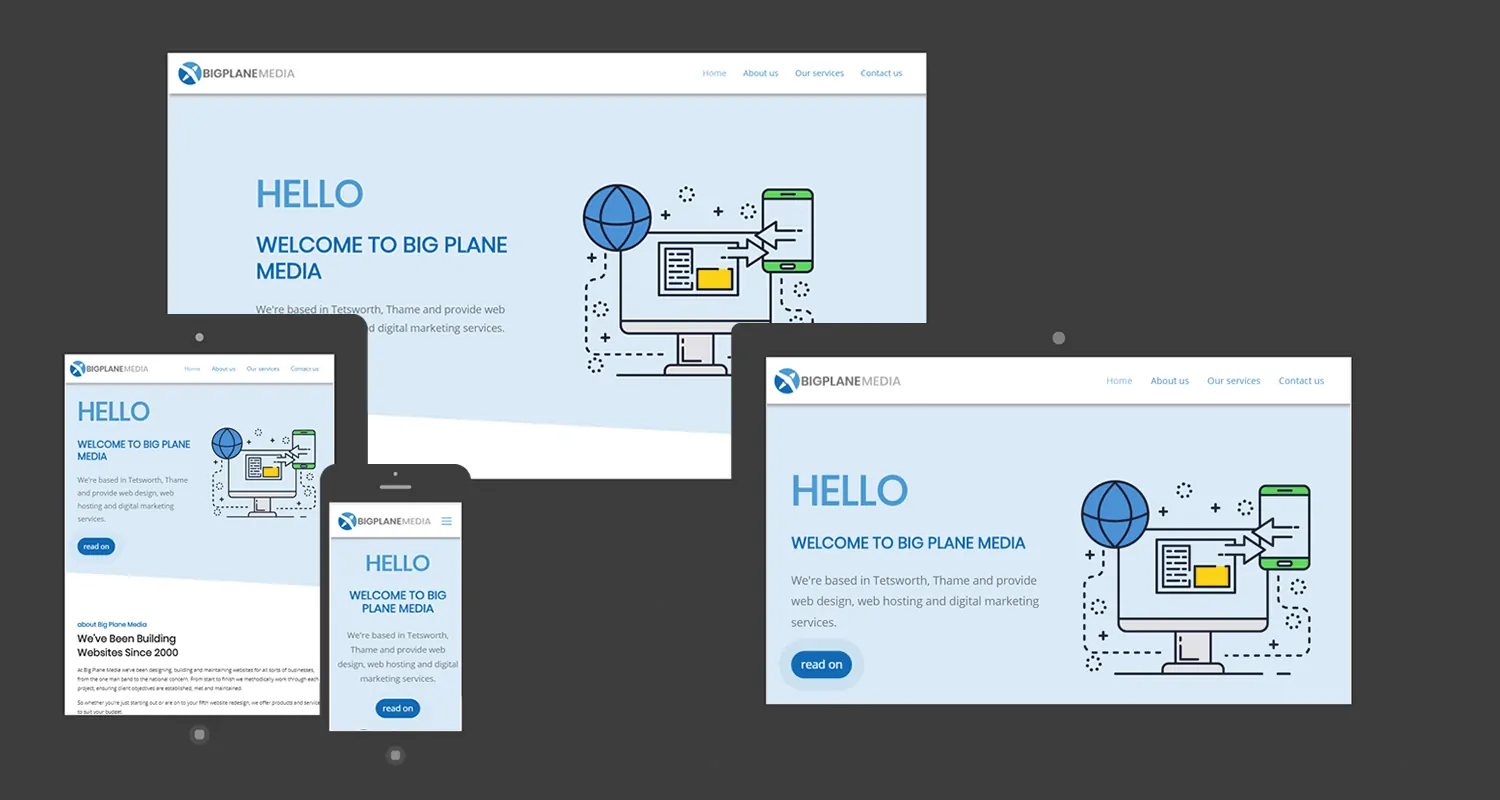 BIGPLANEMEDIA
Home About us Our services Contact us
HELLO
WELCOME TO BIG PLANE
MEDIA
We're based in Tetsworth, Thame and provide web
d digital marketing services.
BIGPLANEMEDIA
Home About us Our services Contact us
HELLO
WELCOME TO BIG PLANE
MEDIA
We're based in Tetsworth, Thame
and provide web design, web
hosting and digital marketing
services.
read on
about Big Plane Media
We've Been Building
Websites Since 2000
At Big Plane Media we've been designing, building and maintaining websites for all sorts of businesses,
from the one man band to the national concern. From start to finish we methodically work through each
project, ensuring client objectives are established, met and maintained.
So whether you're just starting out or are on to your fifth website redesign, we offer products and service
to suit your budget.
BIGPLANEMEDIA
HELLO
WELCOME TO BIG
PLANE MEDIA
We're based in Tetsworth,
Thame and provide web
design, web hosting and digital
marketing services.
read on
BIGPLANEMEDIA
Home About us Our services Contact us
HELLO
WELCOME TO BIG PLANE MEDIA
We're based in Tetsworth, Thame and provide
web design, web hosting and digital marketing
services.
read on